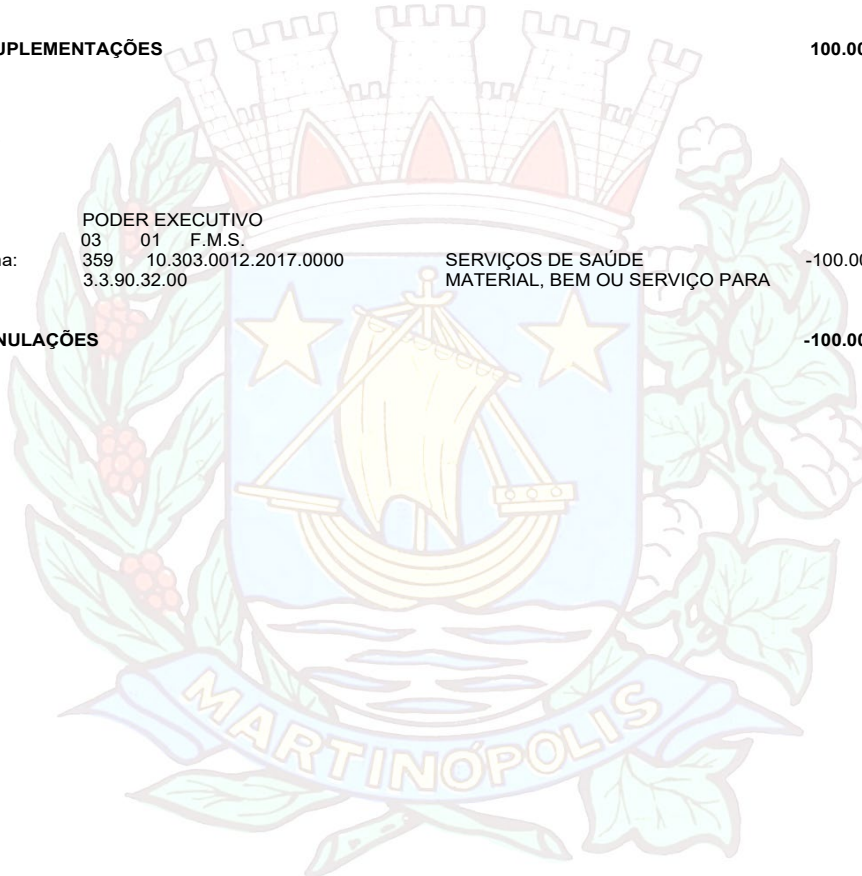 UPLEMENTAÇÕES 100.00
PODER EXECUTIVO
03 01 F.M.S.
na: 359 10.303.0012.2017.0000 SERVIÇOS DE SAÚDE -100.00
3.3.90.32.00 MATERIAL, BEM OU SERVIÇO PARA
NULAÇÕES -100.00
MARTINÓPOLIS